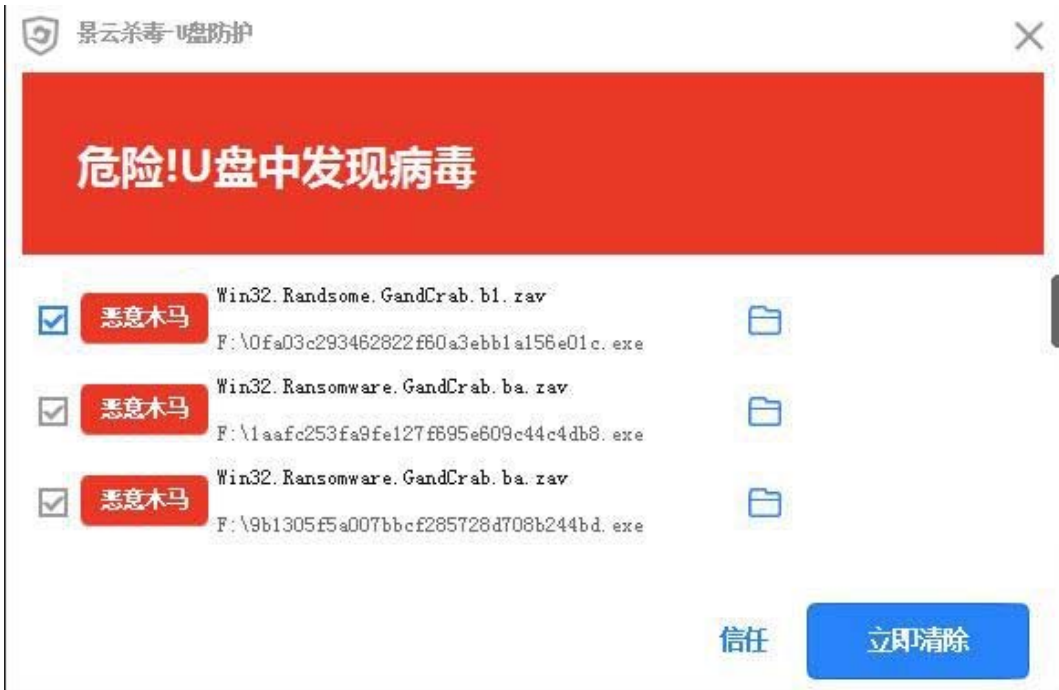 景云杀毒-U盘防护
危险!U盘中发现病毒
恶意木马
Win32.Randsome.GandCrab.b1.zav
F:\0fa03c293462822f60a3ebb1a156e01c.exe
恶意木马
Win32.Ransomware.GandCrab.ba.zav
F:\1aafc253fa9fe127f695e609c44c4db8.exe
恶意木马
Win32.Ransomware.GandCrab.ba.zav
F:\9b1305f5a007bbcf285728d708b244bd.exe
信任
立即清除